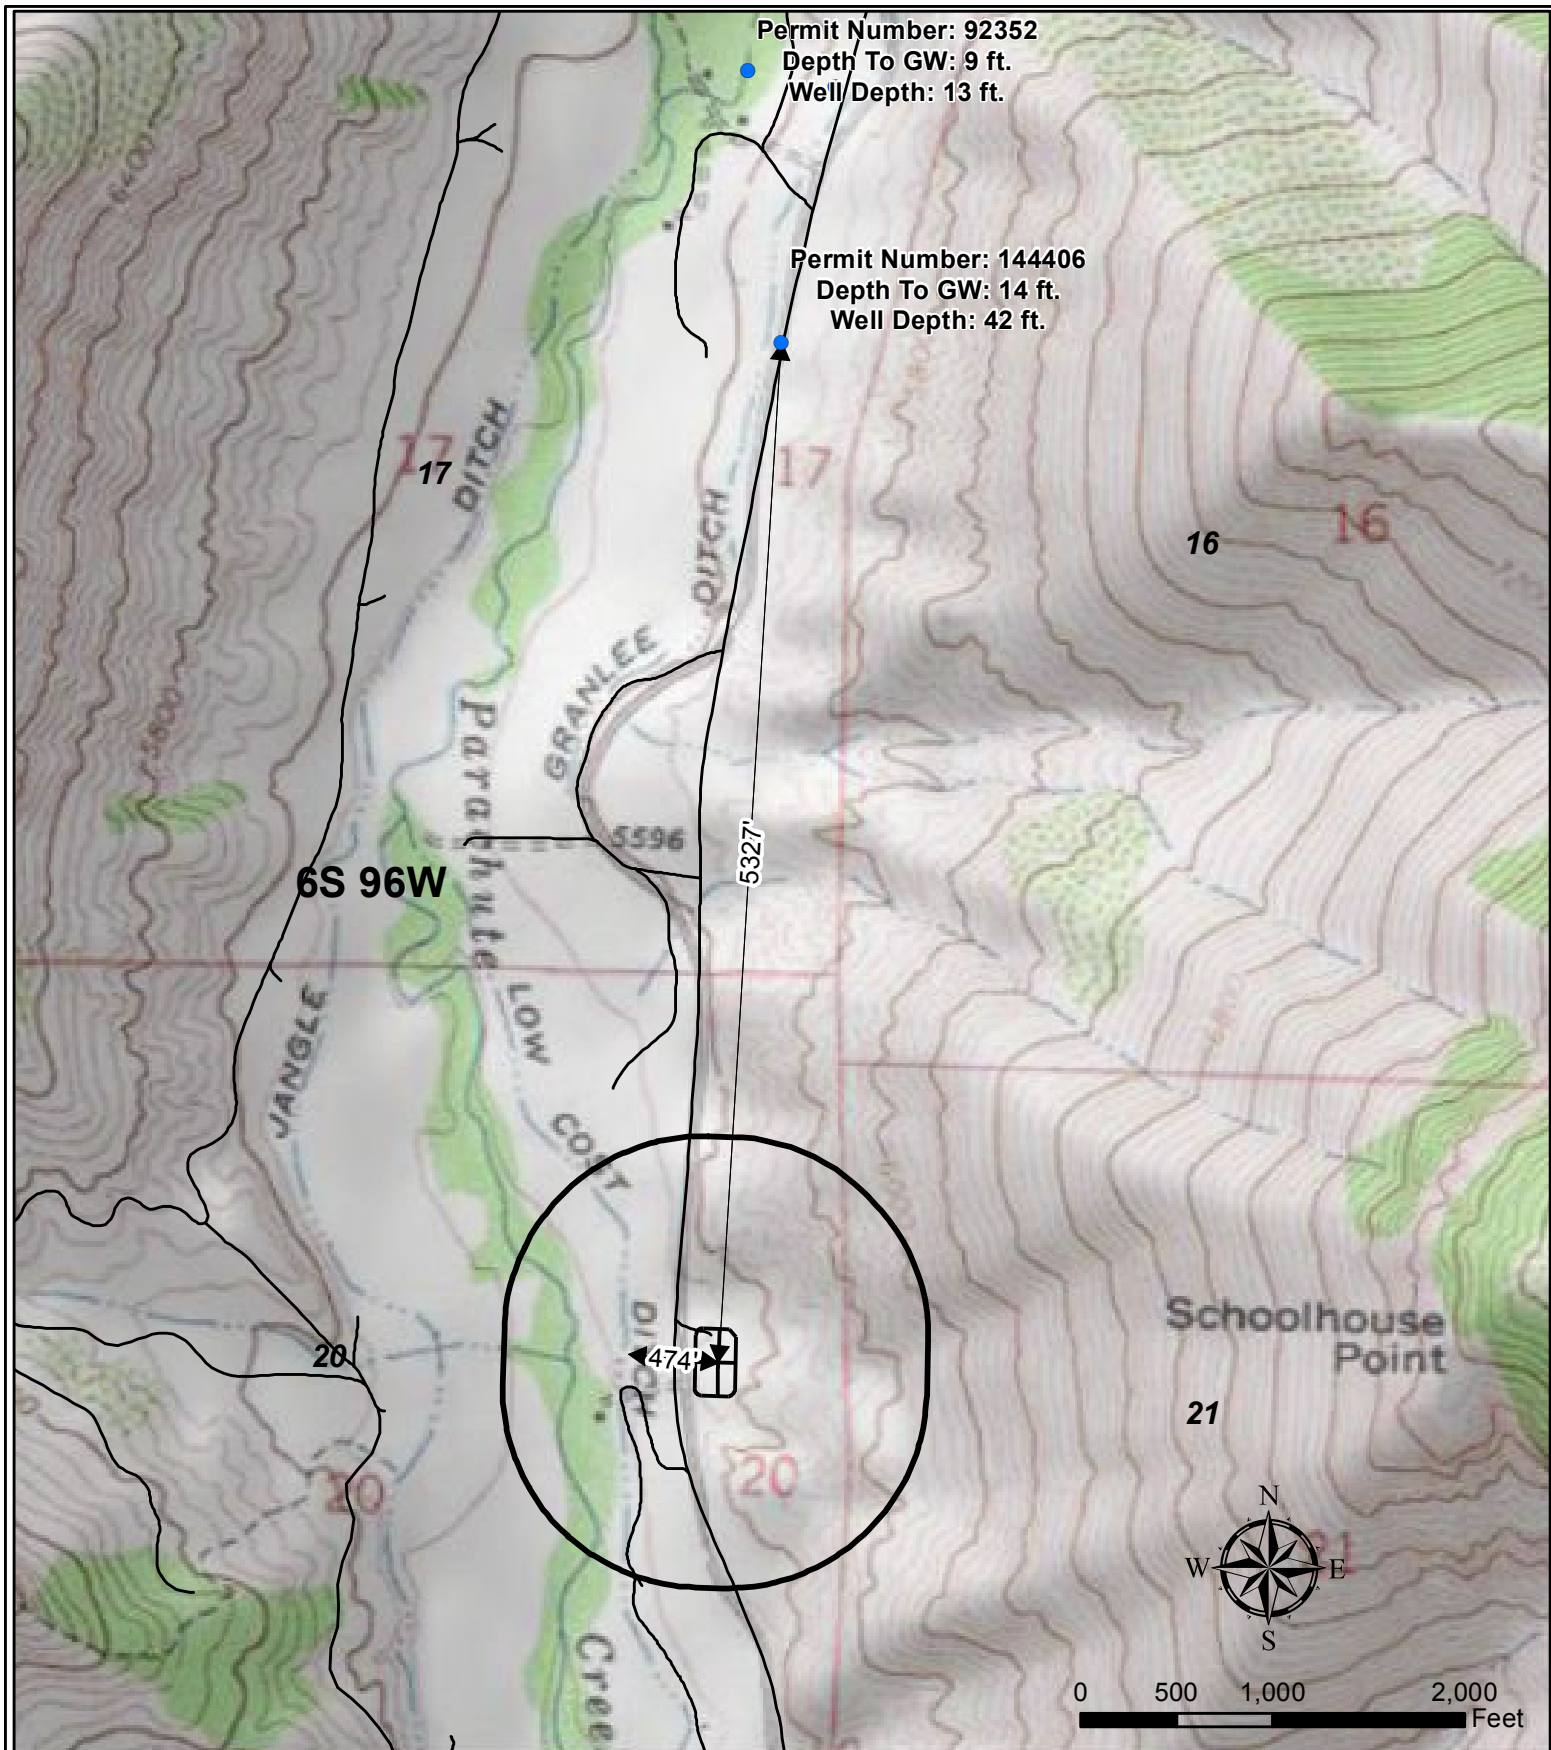 Permit Number: 92352
Depth To GW: 9 ft.
Well Depth: 13 ft.
6400
Permit Number: 144406
Depth To GW: 14 ft.
Well Depth: 42 ft.
17
17
DITCH
17
16
16
DITCH
GRANLEE
5800
Parachute
5596
5327'
6S 96W
LOW
JANGLE
COST
DITCH
Schoolhouse
Point
20
474'
21
20
20
N
W
E
S
Cree
0 500 1,000 2,000
Feet